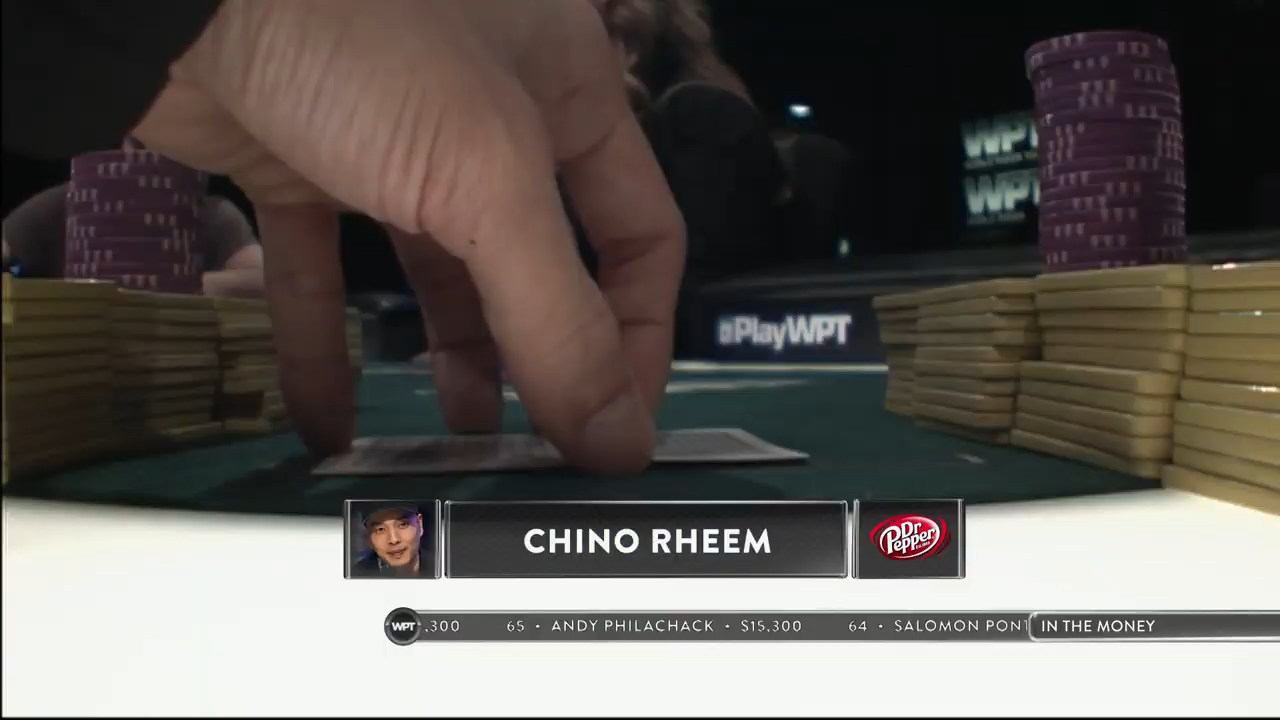 WPT
WPT
PlayWPT
CHINO RHEEM
Dr Pepper
WPT ,300 65 • ANDY PHILACHACK • $15,300 64 • SALOMON PONT IN THE MONEY